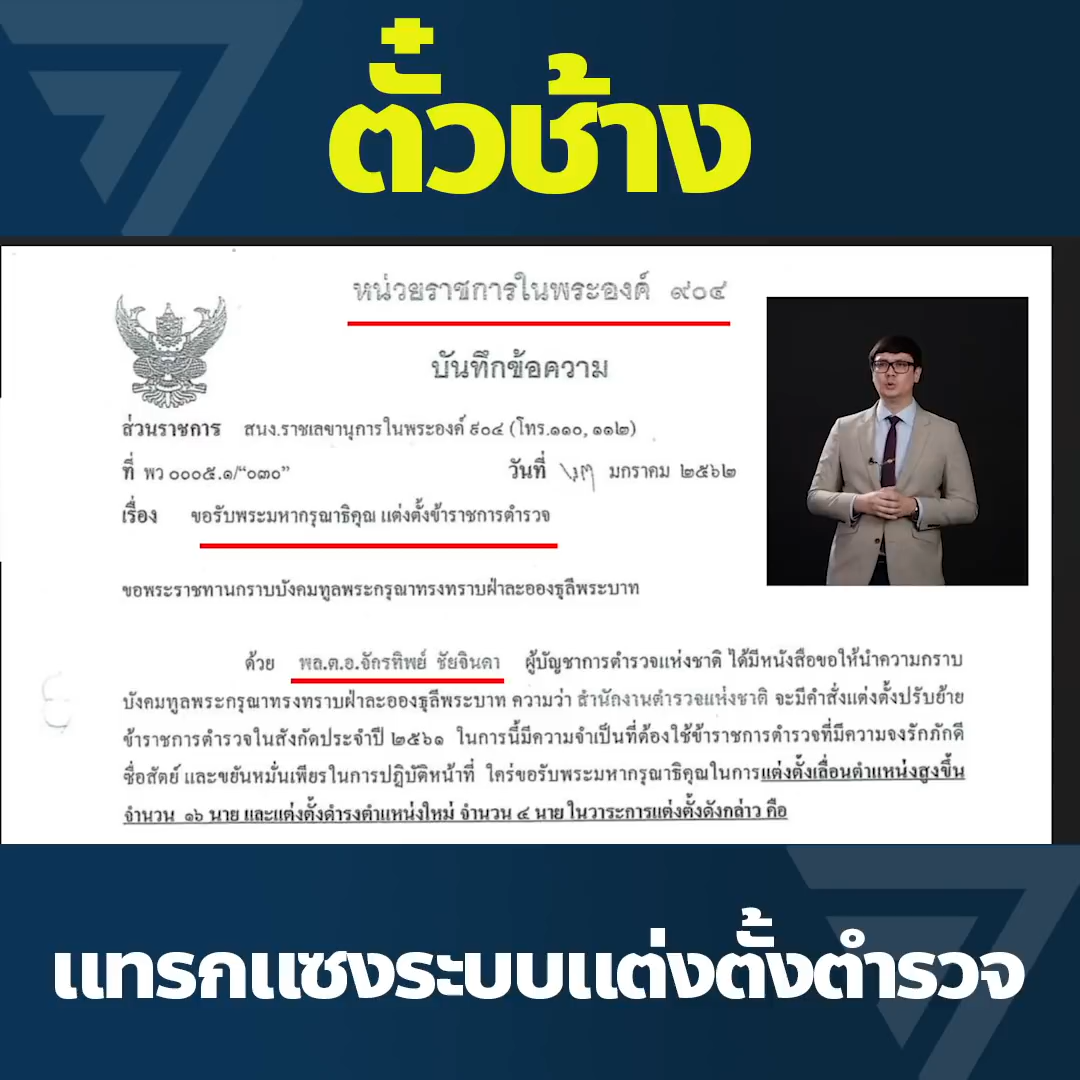 ตั๋วช้าง
หน่วยราชการในพระองค์ ๙๐๔
บันทึกข้อความ
ส่วนราชการ สนง.ราชเลขานุการในพระองค์ ๙๐๔ (โทร.๑๑๐, ๑๑๒)
ที่ พว ๐๐๐๕.๑/“๐๓๐” วันที่ มกราคม ๒๕๖๒
เรื่อง ขอรับพระมหากรุณาธิคุณ แต่งตั้งข้าราชการตำรวจ
ขอพระราชทานกราบบังคมทูลพระกรุณาทรงทราบฝ่าละอองธุลีพระบาท
ด้วย พล.ต.อ.จักรทิพย์ ชัยจินดา ผู้บัญชาการตำรวจแห่งชาติ ได้มีหนังสือขอให้นำความกราบ
บังคมทูลพระกรุณาทรงทราบฝ่าละอองธุลีพระบาท ความว่า สำนักงานตำรวจแห่งชาติ จะมีคำสั่งแต่งตั้งปรับย้าย
ข้าราชการตำรวจในสังกัดประจำปี ๒๕๖๑ ในการนี้มีความจำเป็นที่ต้องใช้ข้าราชการตำรวจที่มีความจงรักภักดี
ซื่อสัตย์ และขยันหมั่นเพียรในการปฏิบัติหน้าที่ ใคร่ขอรับพระมหากรุณาธิคุณในการแต่งตั้งเลื่อนตำแหน่งสูงขึ้น
จำนวน ๑๖ นาย และแต่งตั้งดำรงตำแหน่งใหม่ จำนวน ๔ นาย ในวาระการแต่งตั้งดังกล่าว คือ
แทรกแซงระบบแต่งตั้งตำรวจ